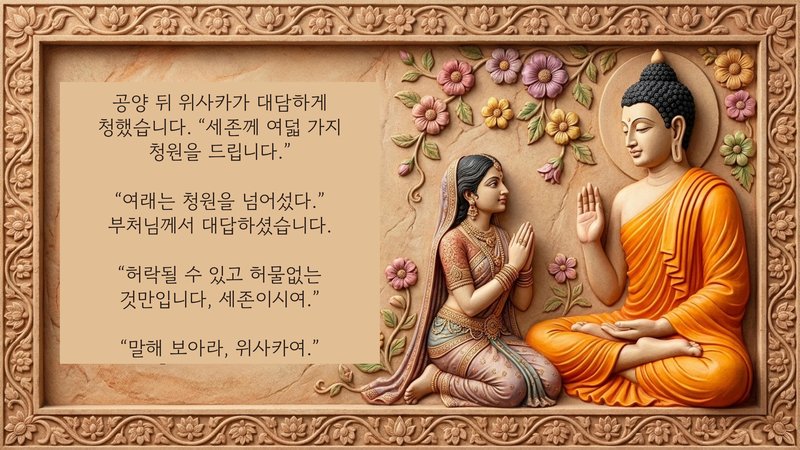 공양 뒤 위사카가 대담하게
청했습니다. “세존께 여덟 가지
청원을 드립니다.”
“여래는 청원을 넘어섰다.”
부처님께서 대답하셨습니다.
“허락될 수 있고 허물없는
것만입니다, 세존이시여.”
“말해 보아라, 위사카여.”